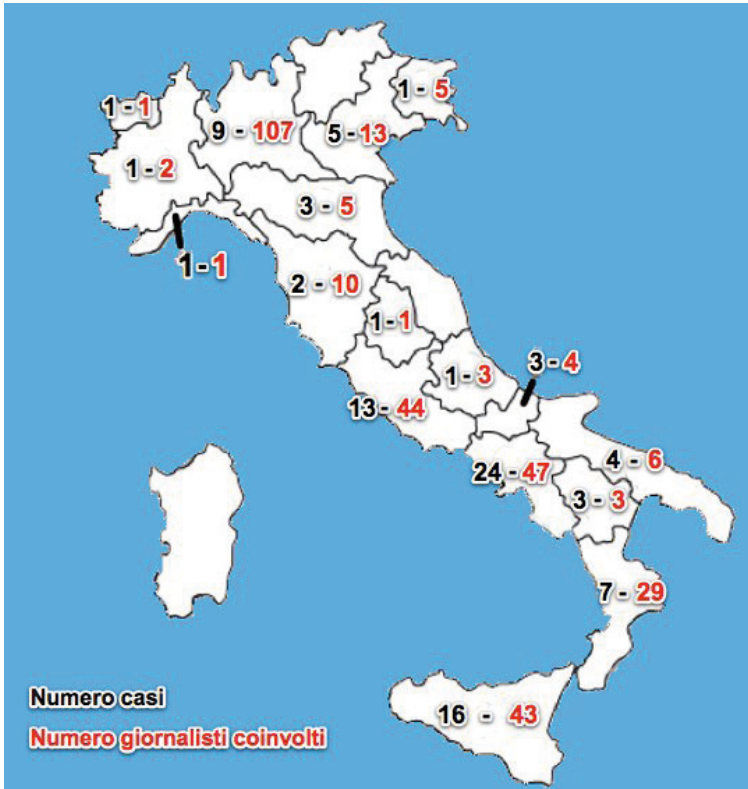 1 - 5
1 - 1
9 - 107
5 - 13
1 - 2
3 - 5
1 - 1
2 - 10
1 - 1
3 - 4
1 - 3
13 - 44
4 - 6
24 - 47
3 - 3
7 - 29
Numero casi
16 - 43
Numero giornalisti coinvolti